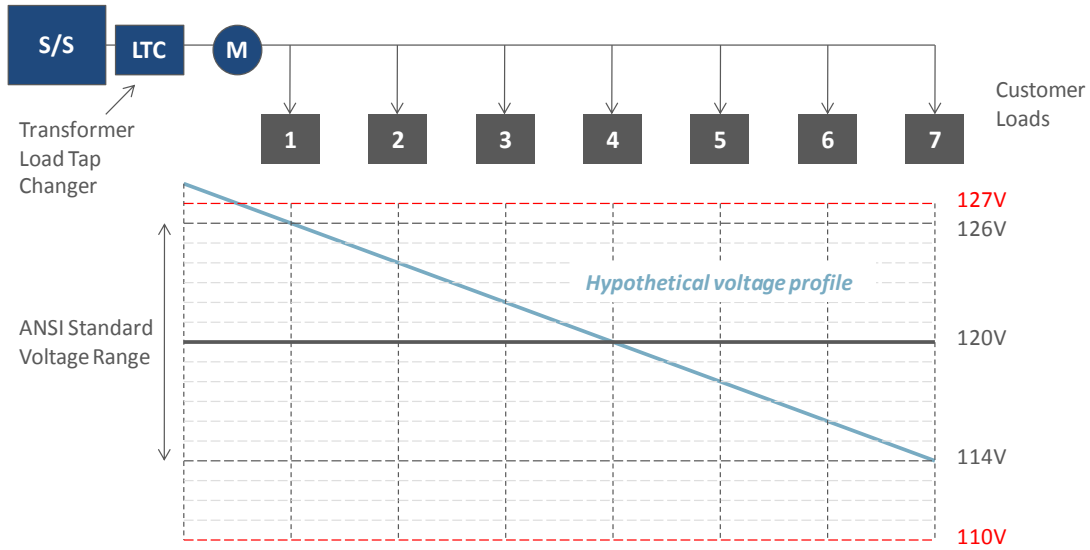 S/S
LTC
M
Transformer
Load Tap
Changer
Customer
Loads
1
2
3
4
5
6
7
127V
126V
Hypothetical voltage profile
ANSI Standard
Voltage Range
120V
114V
110V